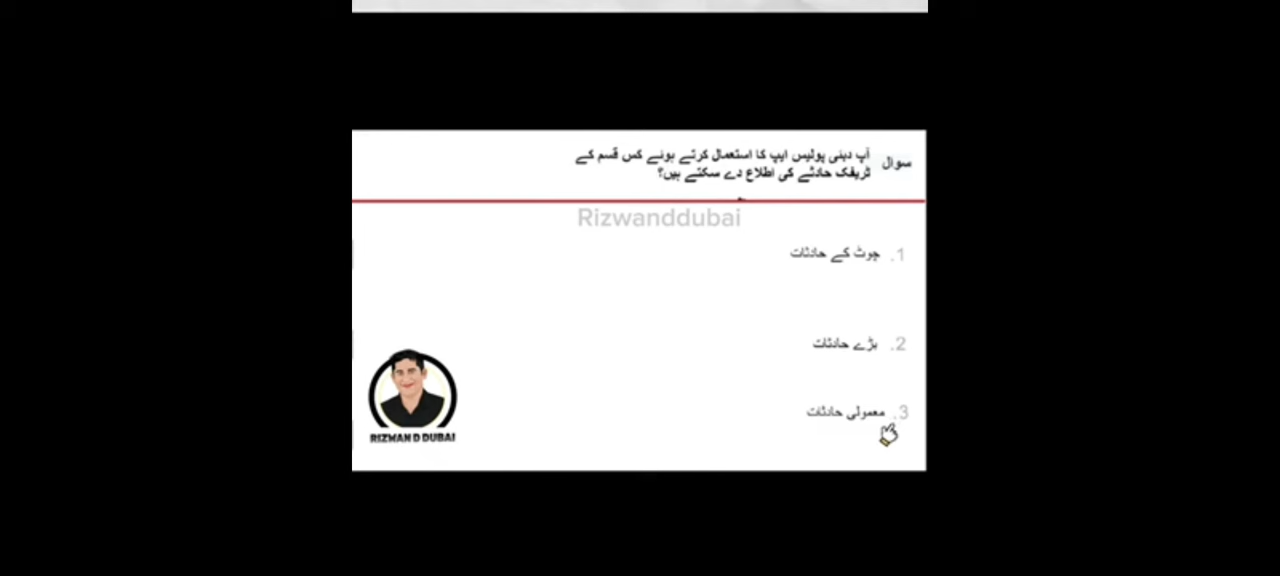 سوال
آپ دبئی پولیس ایپ کا استعمال کرتے ہوئے کس قسم کے
ٹریفک حادثے کی اطلاع دے سکتے ہیں؟
Rizwanddubai
1. چوٹ کے حادثات
2. بڑے حادثات
3. معمولی حادثات
RIZWAN D DUBAI